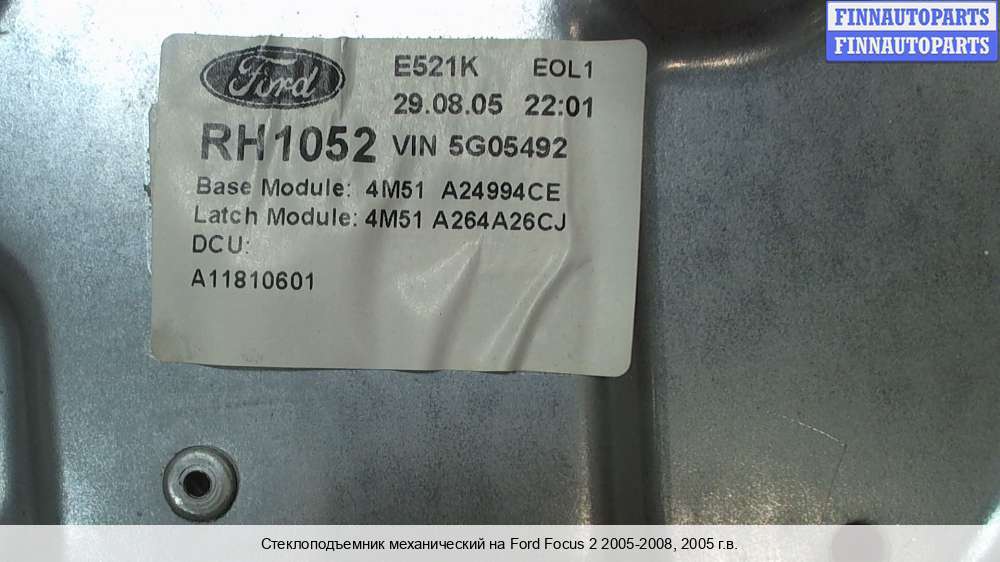 FINNAUTOPARTS
FINNAUTOPARTS
Ford E521K EOL1
29.08.05 22:01
RH1052 VIN 5G05492
Base Module: 4M51 A24994CE
Latch Module: 4M51 A264A26CJ
DCU:
A11810601
Стеклоподъемник механический на Ford Focus 2 2005-2008, 2005 г.в.